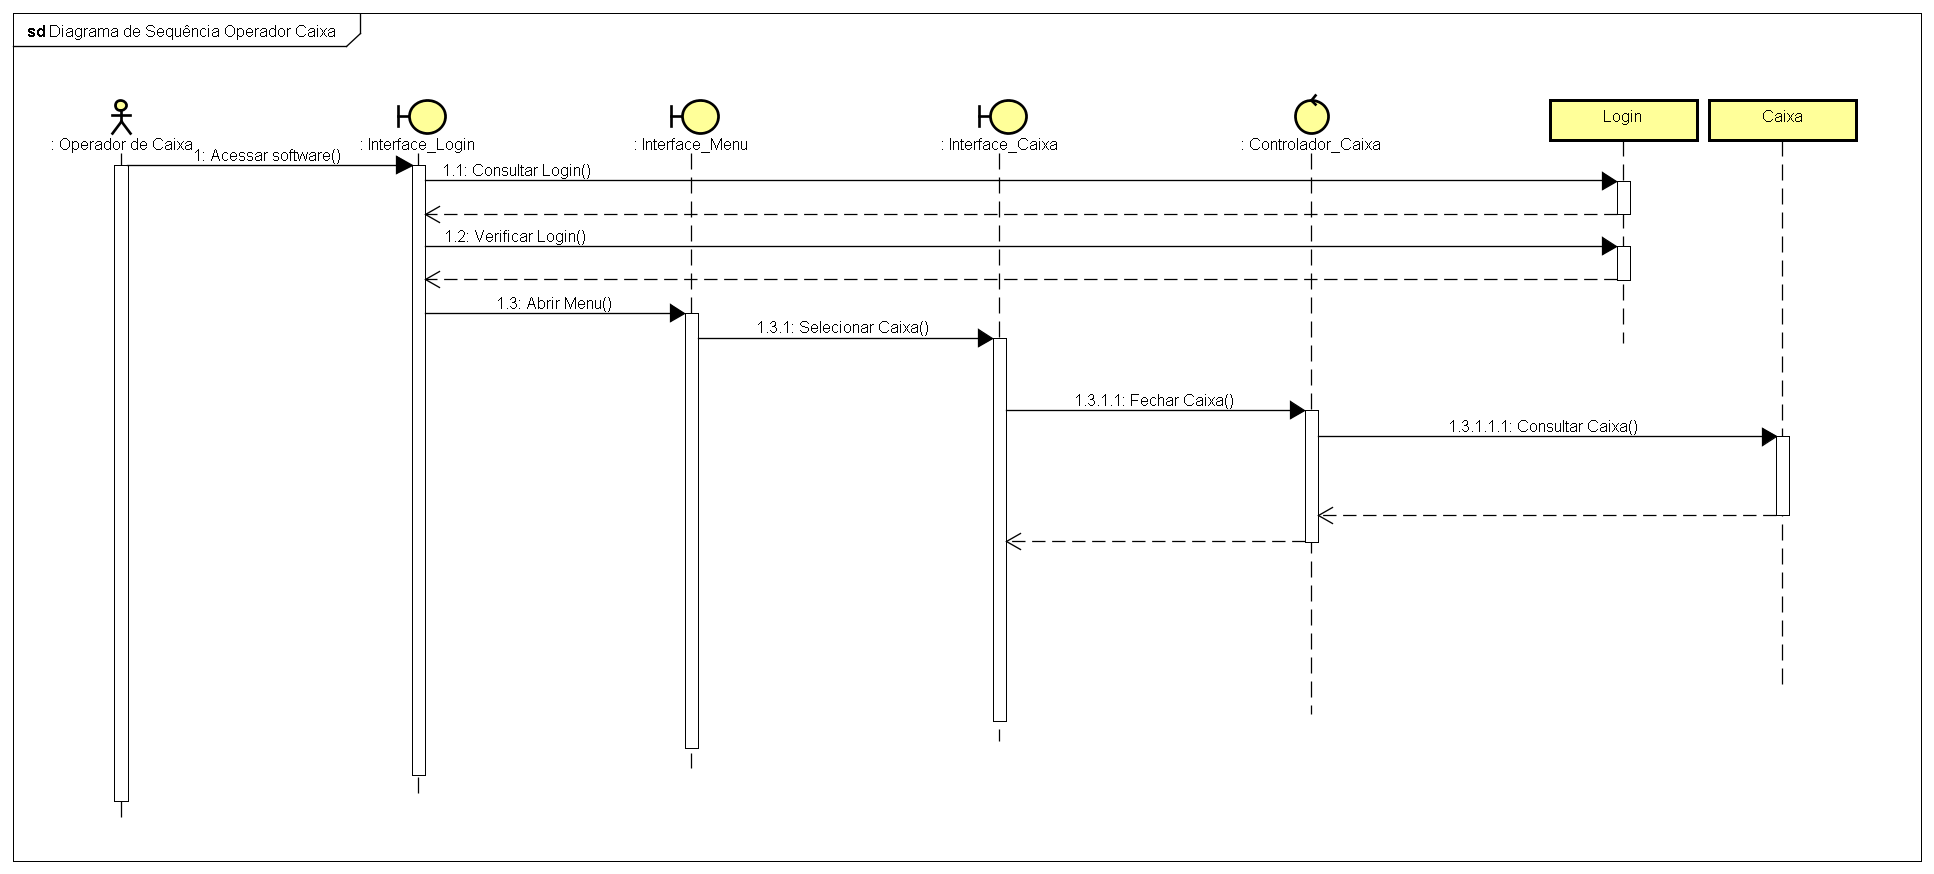 sd Diagrama de Sequência Operador Caixa
Login
Caixa
: Operador de Caixa
: Interface_Login
: Interface_Menu
: Interface_Caixa
: Controlador_Caixa
1: Acessar software()
1.1: Consultar Login()
1.2: Verificar Login()
1.3: Abrir Menu()
1.3.1: Selecionar Caixa()
1.3.1.1: Fechar Caixa()
1.3.1.1.1: Consultar Caixa()